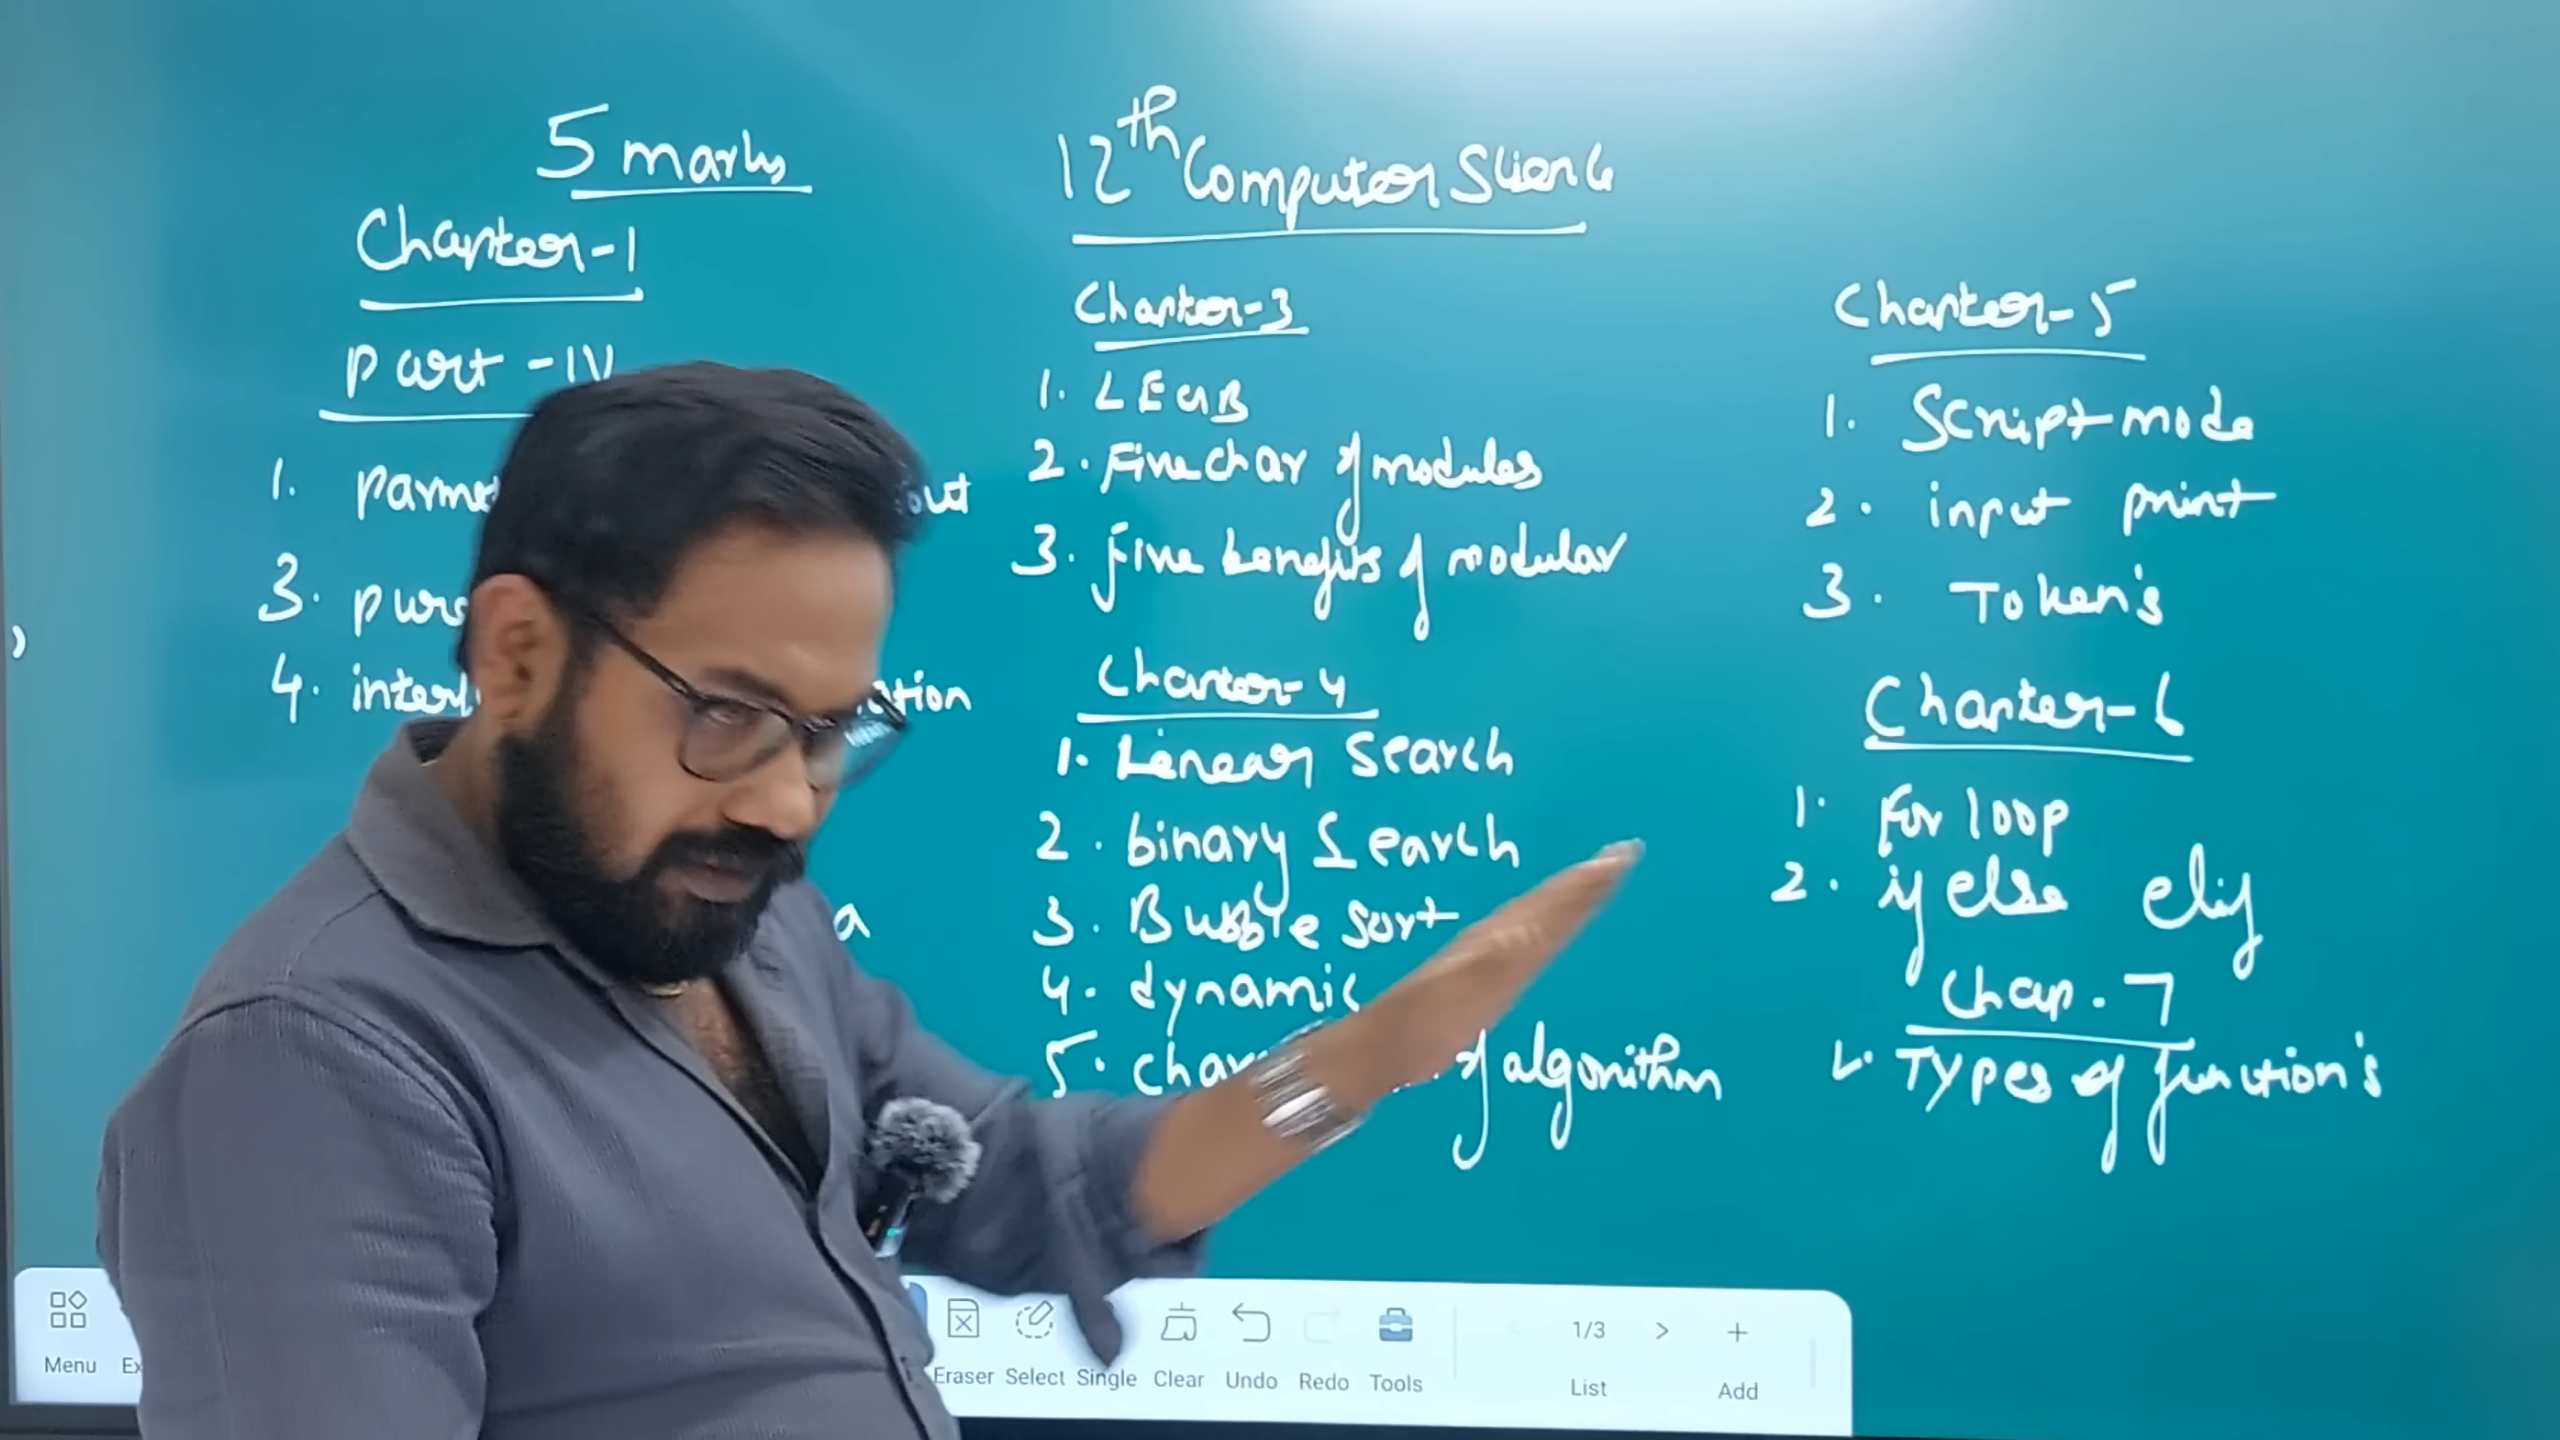 5 marks
12th Computer Science
Chapter-1
Part-IV
1.
out
3.
4.
a
Chapter-3
1. LEGB
2. Five char of modules
3. five benefits of modular
Chapter-4
1. Linear Search
2. binary Search
3. Bubble sort
4. dynamic
5. of algorithm
Chapter-5
1. Script mode
2. input print
3. Token's
Chapter-6
1. For loop
2. if else elif
Chap. 7
1. Types of function's
Menu
Eraser Select Single Clear Undo Redo Tools
1/3
List
Add